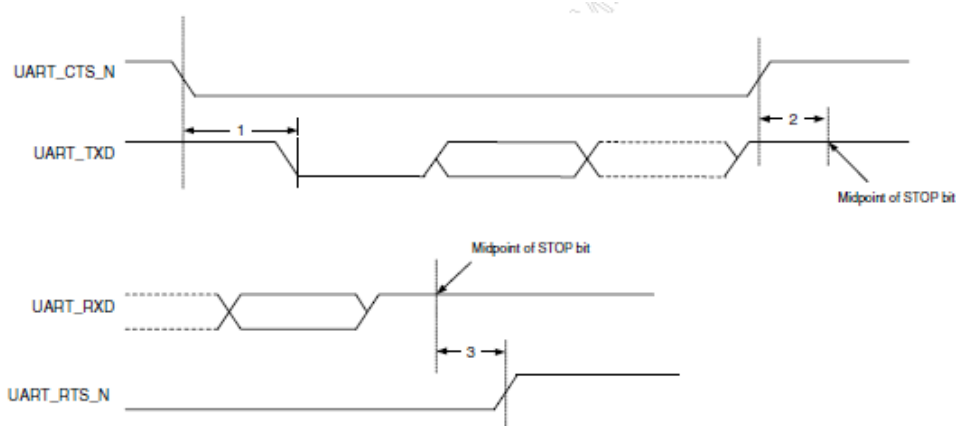 UART_CTS_N
1
2
UART_TXD
Midpoint of STOP bit
Midpoint of STOP bit
UART_RXD
3
UART_RTS_N